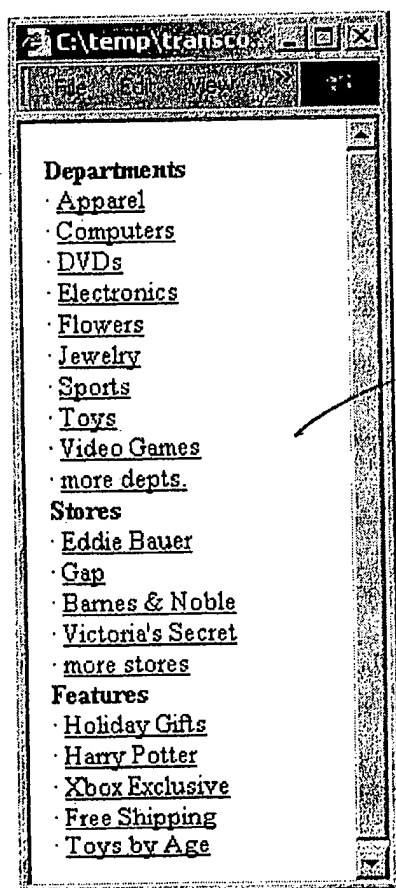 C:\temp\transco...
File Edit View »
Departments
· Apparel
· Computers
· DVDs
· Electronics
· Flowers
· Jewelry
· Sports
· Toys
· Video Games
· more depts.
Stores
· Eddie Bauer
· Gap
· Barnes & Noble
· Victoria's Secret
· more stores
Features
· Holiday Gifts
· Harry Potter
· Xbox Exclusive
· Free Shipping
· Toys by Age